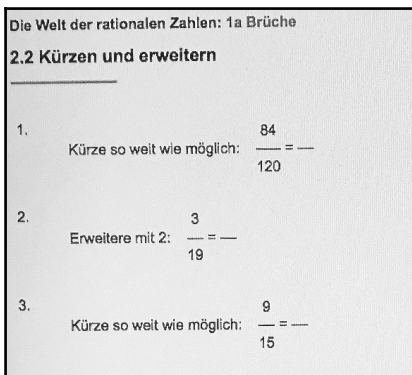 Die Welt der rationalen Zahlen: 1a Brüche
2.2 Kürzen und erweitern
1.
Kürze so weit wie möglich: 84/120 = —
2.
Erweitere mit 2: 3/19 = —
3.
Kürze so weit wie möglich: 9/15 = —